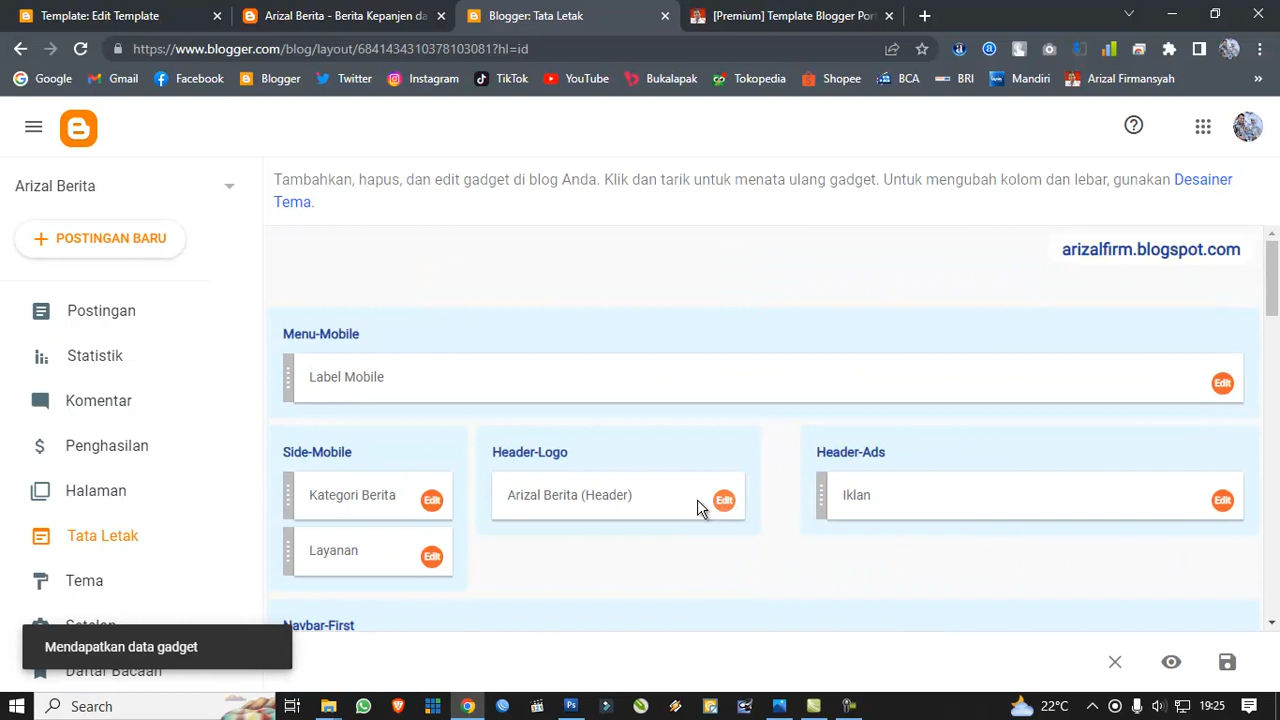 Template: Edit Template
Arizal Berita - Berita Kepanjen d
Blogger: Tata Letak
[Premium] Template Blogger Por
https://www.blogger.com/blog/layout/6841434310378103081?hl=id
Google
Gmail
Facebook
Blogger
Twitter
Instagram
TikTok
YouTube
Bukalapak
Tokopedia
Shopee
BCA
BRI
Mandiri
Arizal Firmansyah
Arizal Berita
Tambahkan, hapus, dan edit gadget di blog Anda. Klik dan tarik untuk menata ulang gadget. Untuk mengubah kolom dan lebar, gunakan Desainer
Tema.
POSTINGAN BARU
arizalfirm.blogspot.com
Postingan
Menu-Mobile
Statistik
Label Mobile
Edit
Komentar
Penghasilan
Side-Mobile
Header-Logo
Header-Ads
Halaman
Kategori Berita
Edit
Arizal Berita (Header)
Edit
Iklan
Edit
Tata Letak
Layanan
Edit
Tema
Setelan
Navbar-First
Mendapatkan data gadget
Daftar Bacaan
Search
22°C
19:25